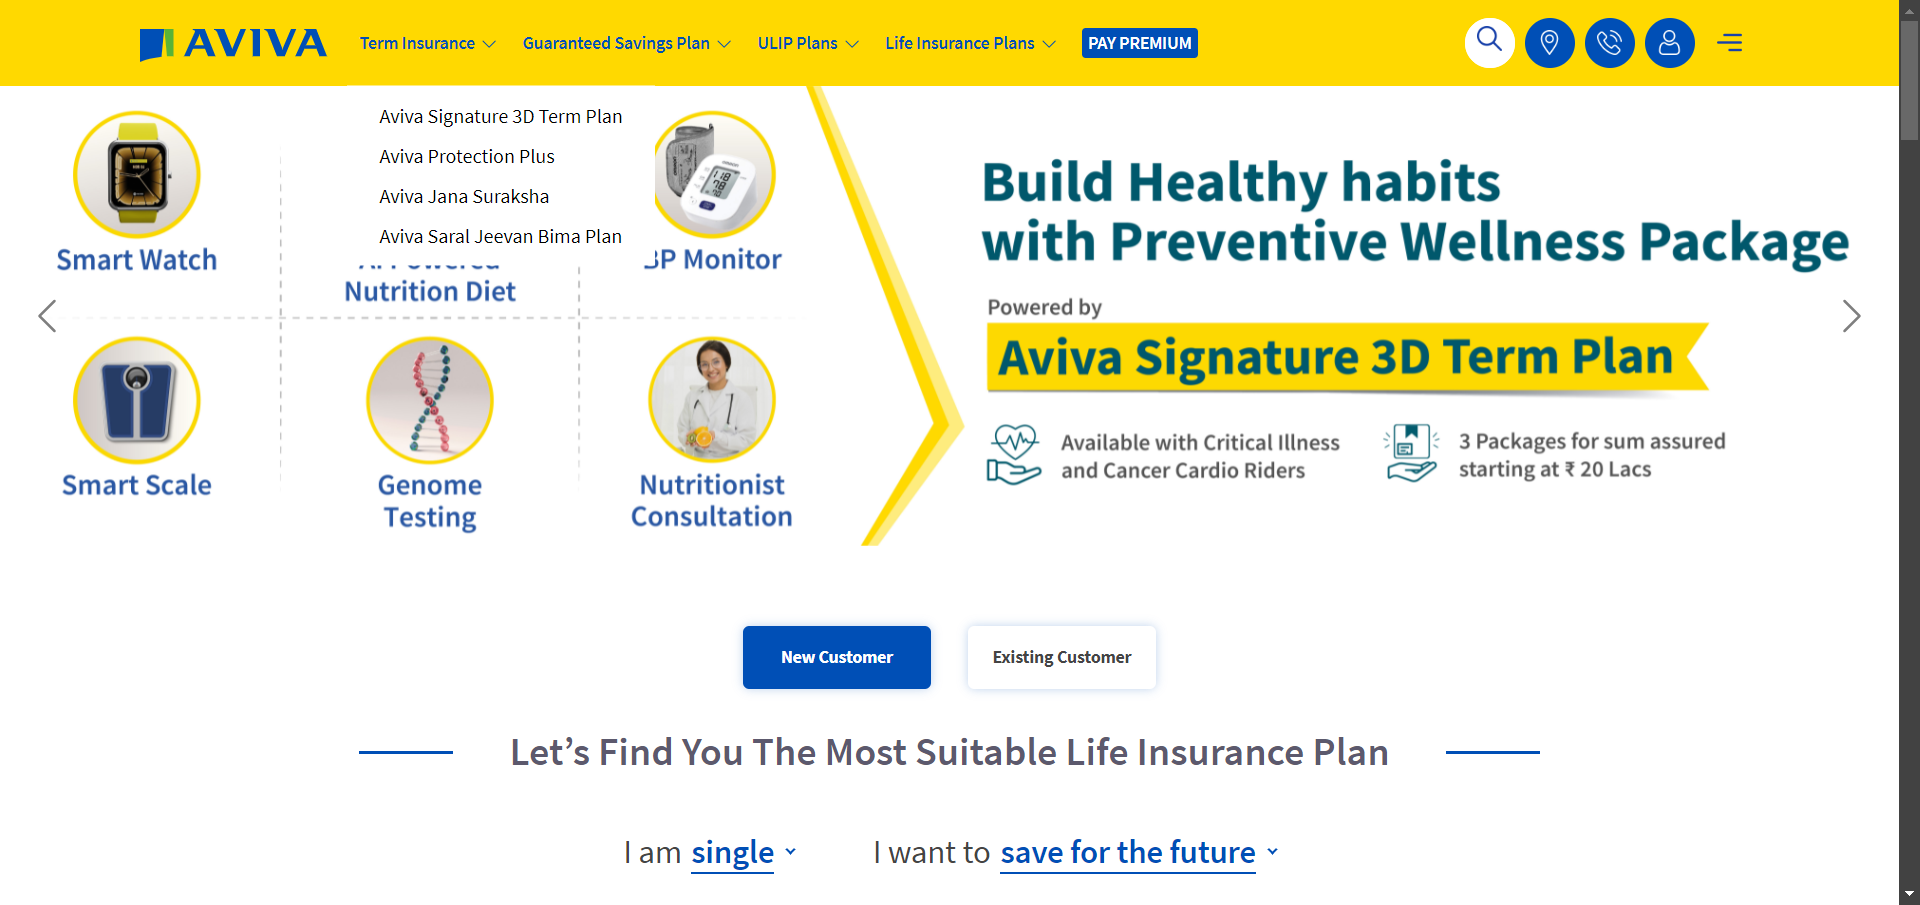 AVIVA
Term Insurance
Guaranteed Savings Plan
ULIP Plans
Life Insurance Plans
PAY PREMIUM
Aviva Signature 3D Term Plan
Aviva Protection Plus
Aviva Jana Suraksha
Aviva Saral Jeevan Bima Plan
Smart Watch
Nutrition Diet
BP Monitor
Smart Scale
Genome
Testing
Nutritionist
Consultation
Build Healthy habits
with Preventive Wellness Package
Powered by
Aviva Signature 3D Term Plan
Available with Critical Illness
and Cancer Cardio Riders
3 Packages for sum assured
starting at ₹ 20 Lacs
New Customer
Existing Customer
Let’s Find You The Most Suitable Life Insurance Plan
I am single
I want to save for the future